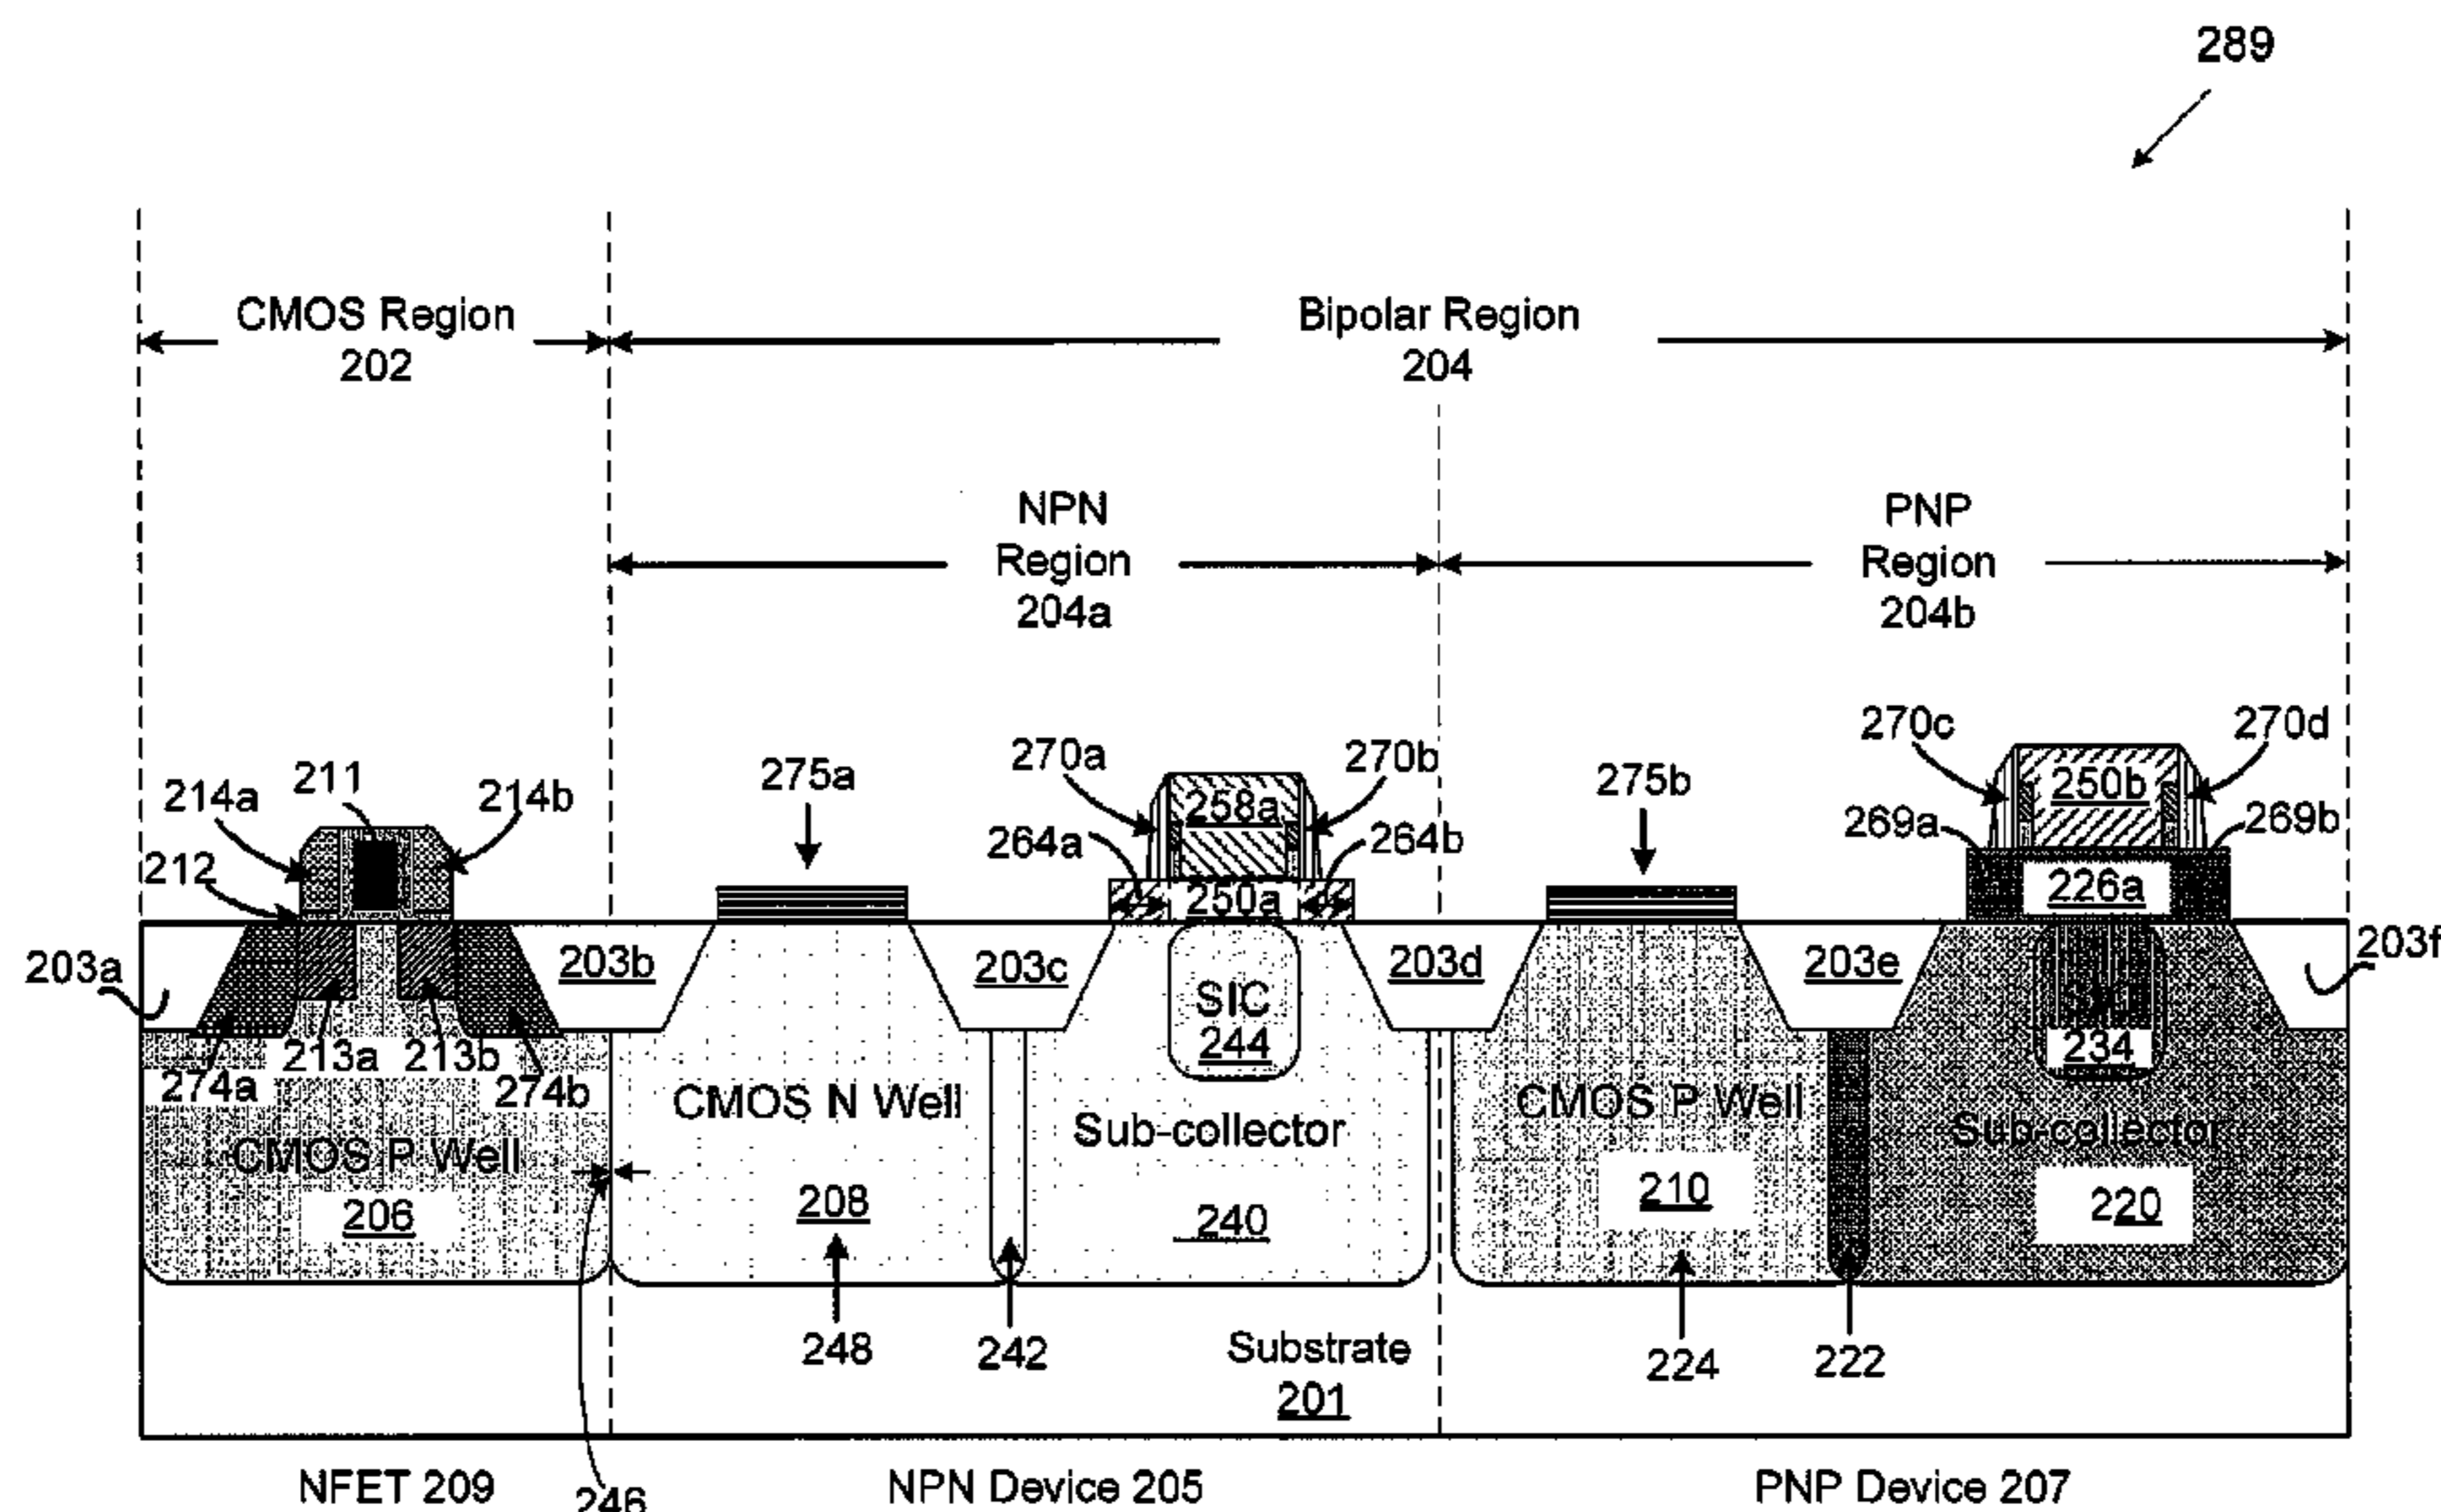 289
CMOS Region
202
Bipolar Region
204
NPN
Region
204a
PNP
Region
204b
214a
211
214b
212
275a
270a
270b
258a
264a
264b
250a
275b
270c
270d
250b
269a
269b
226a
203a
203b
203c
203d
203e
203f
SIC
244
234
213a
213b
274a
274b
CMOS P Well
206
CMOS N Well
208
Sub-collector
240
CMOS P Well
210
Sub-collector
220
248
242
224
222
Substrate
201
NFET 209
246
NPN Device 205
PNP Device 207